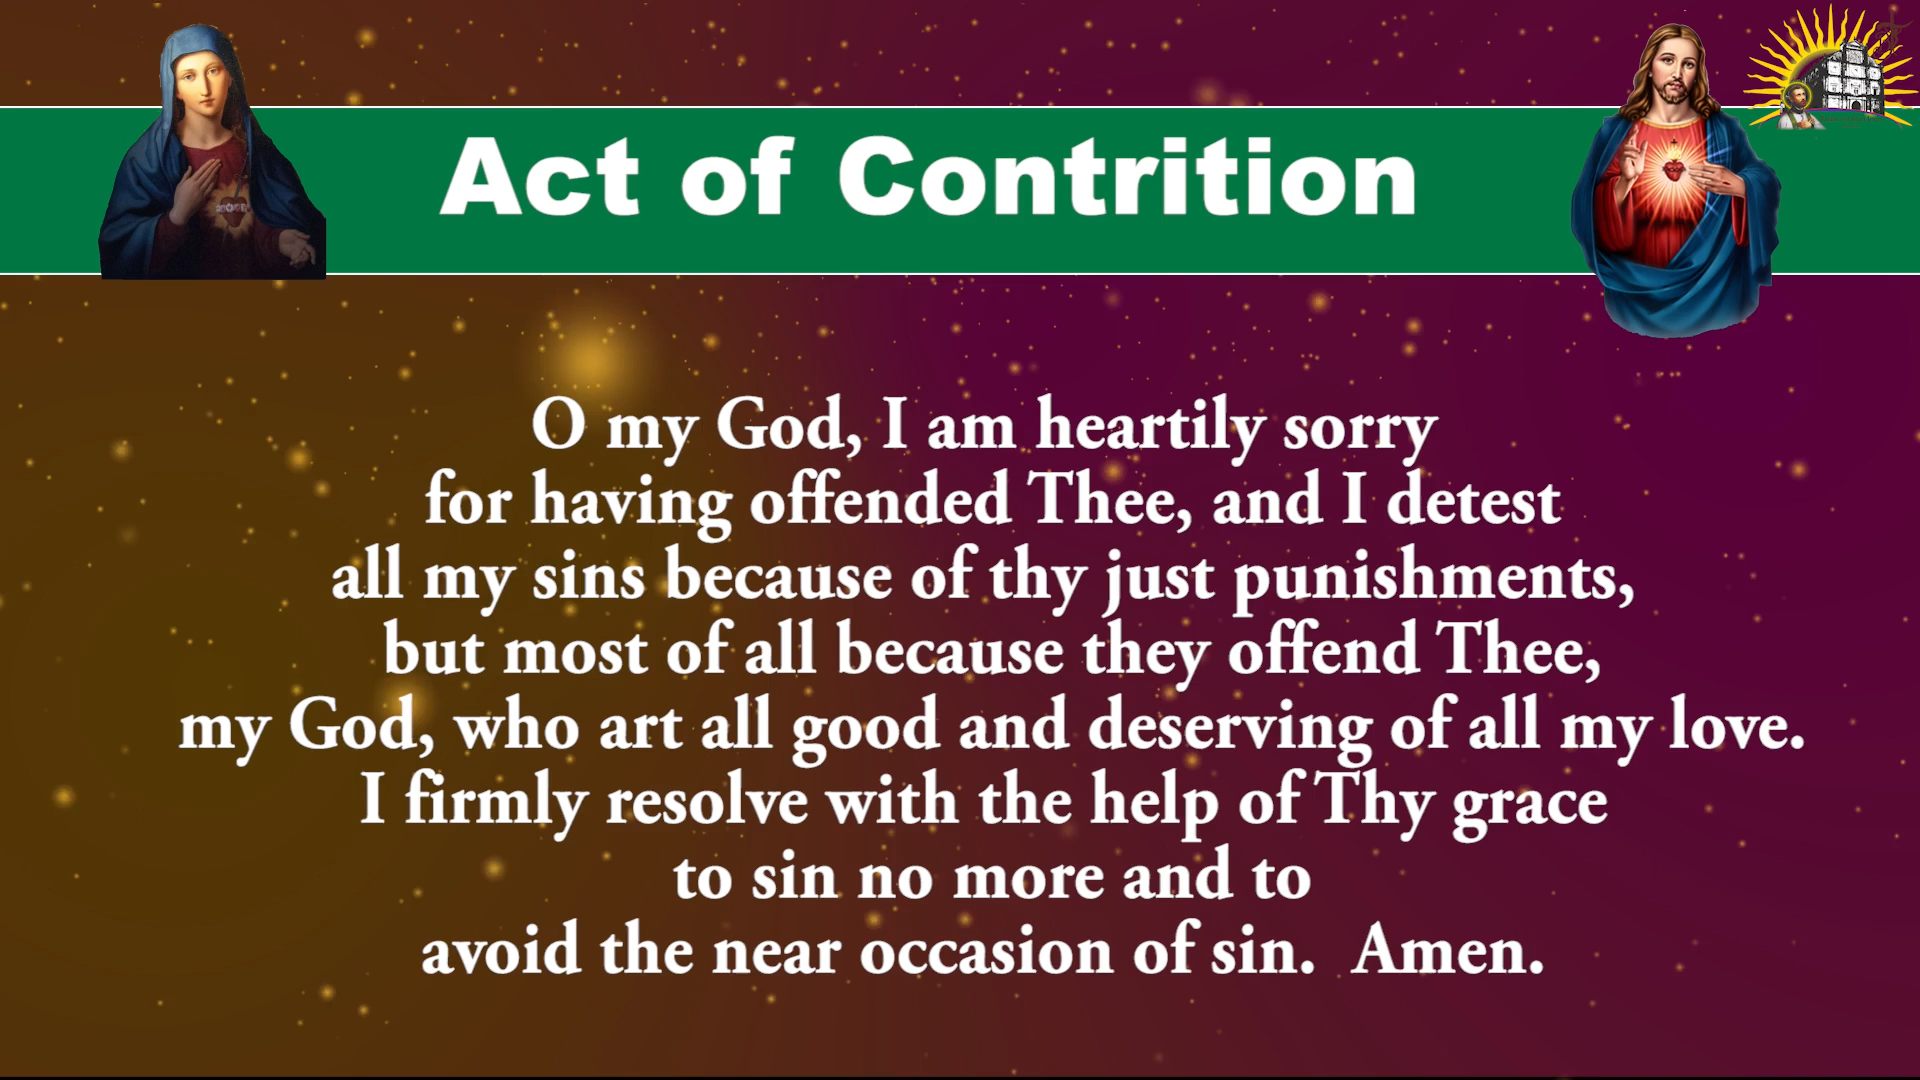 Act of Contrition
O my God, I am heartily sorry
for having offended Thee, and I detest
all my sins because of thy just punishments,
but most of all because they offend Thee,
my God, who art all good and deserving of all my love.
I firmly resolve with the help of Thy grace
to sin no more and to
avoid the near occasion of sin.  Amen.